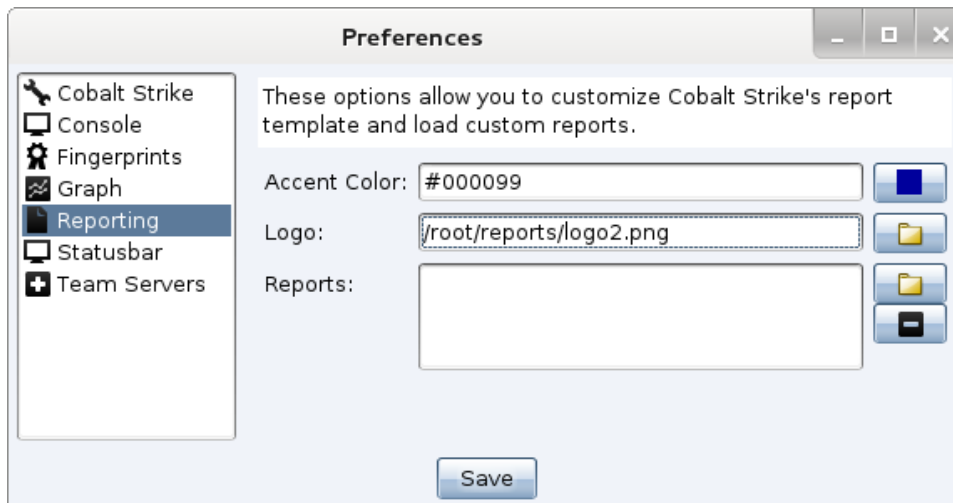 Preferences
Cobalt Strike
Console
Fingerprints
Graph
Reporting
Statusbar
Team Servers
These options allow you to customize Cobalt Strike's report
template and load custom reports.
Accent Color: #000099
Logo: /root/reports/logo2.png
Reports:
Save